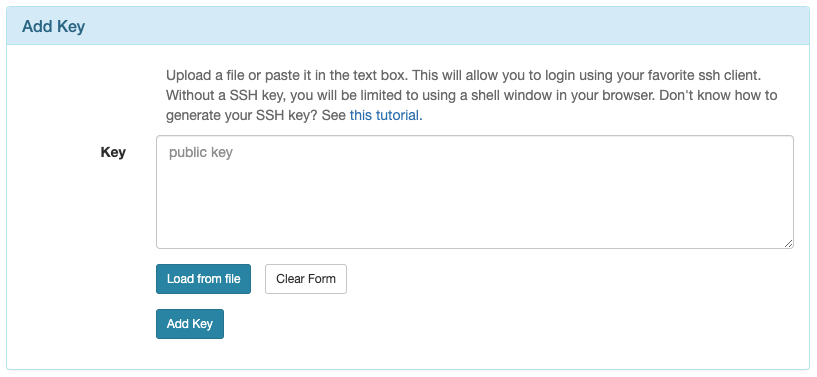 Add Key
Upload a file or paste it in the text box. This will allow you to login using your favorite ssh client.
Without a SSH key, you will be limited to using a shell window in your browser. Don't know how to
generate your SSH key? See this tutorial.
Key
public key
Load from file
Clear Form
Add Key